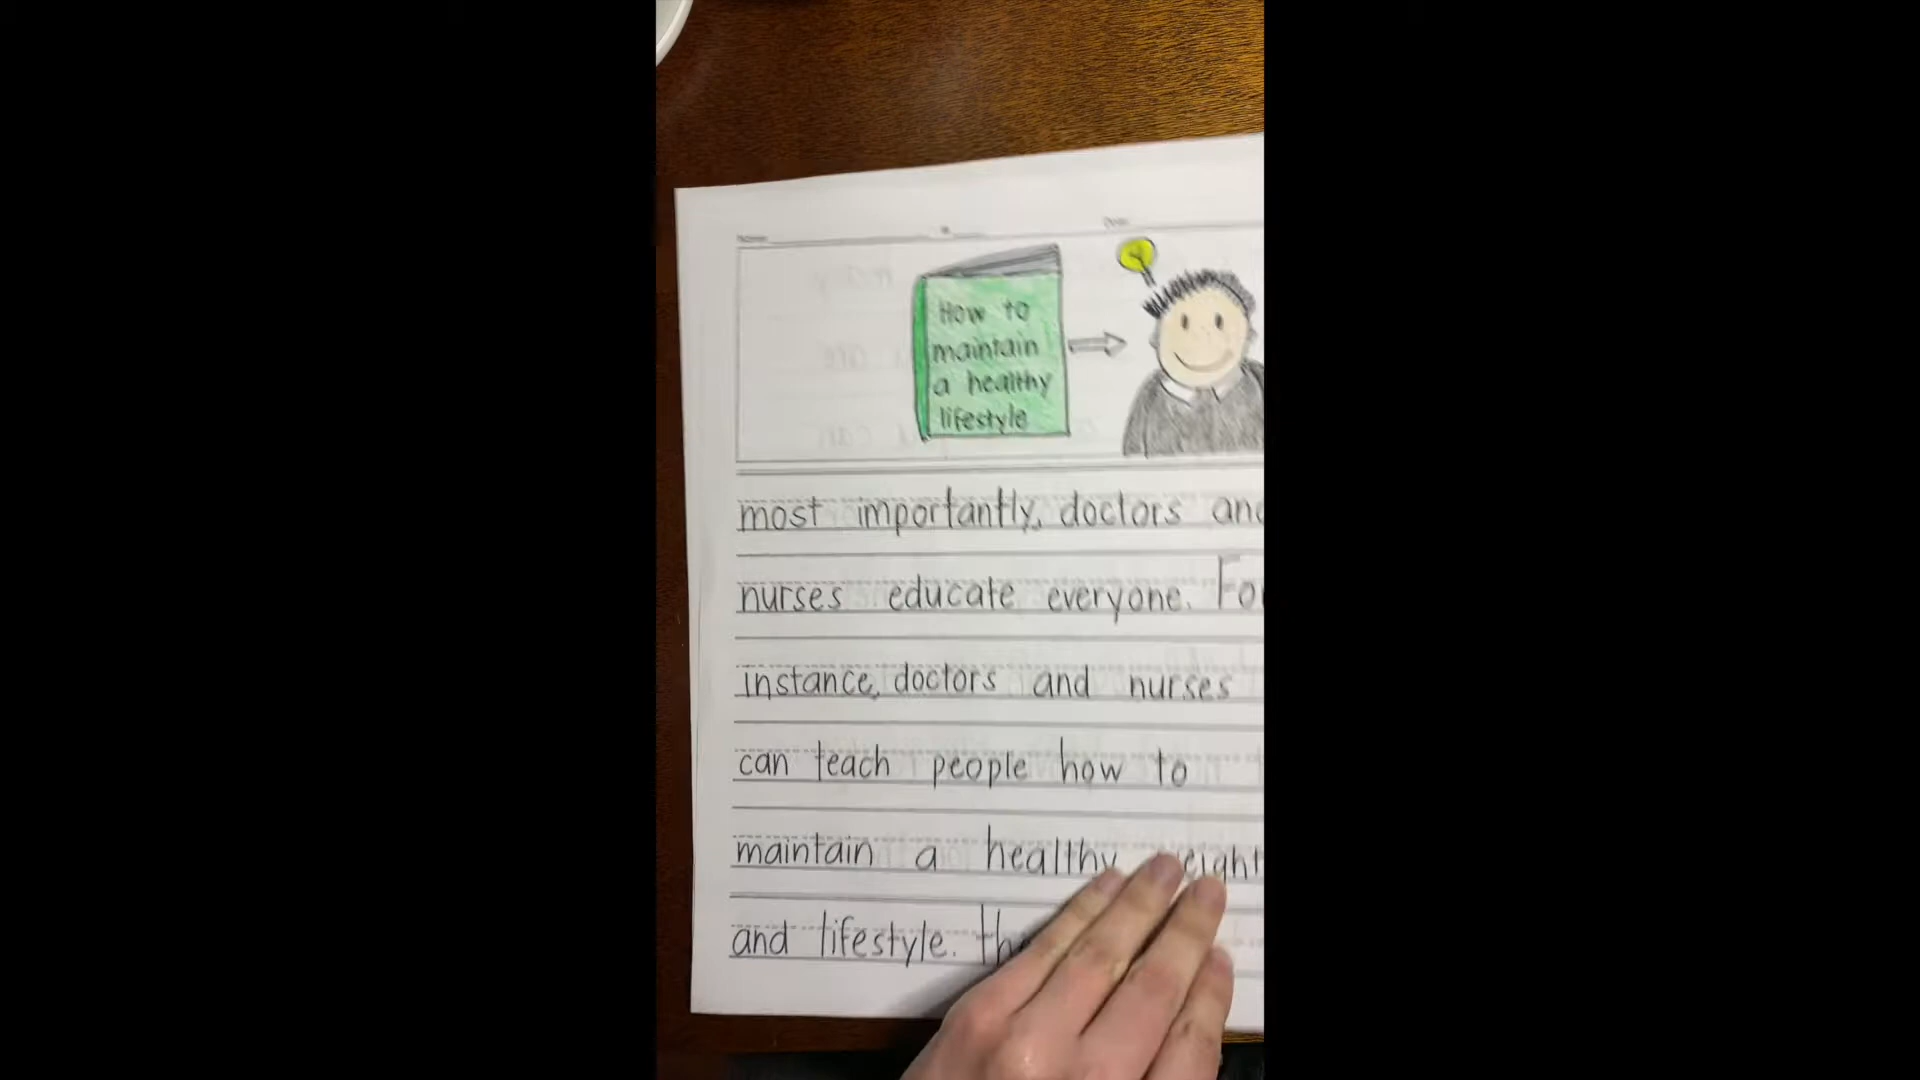 How to
maintain
a healthy
lifestyle
most importantly, doctors
nurses educate everyone.
instance, doctors and nurses
can teach people how to
maintain a healthy
and lifestyle.